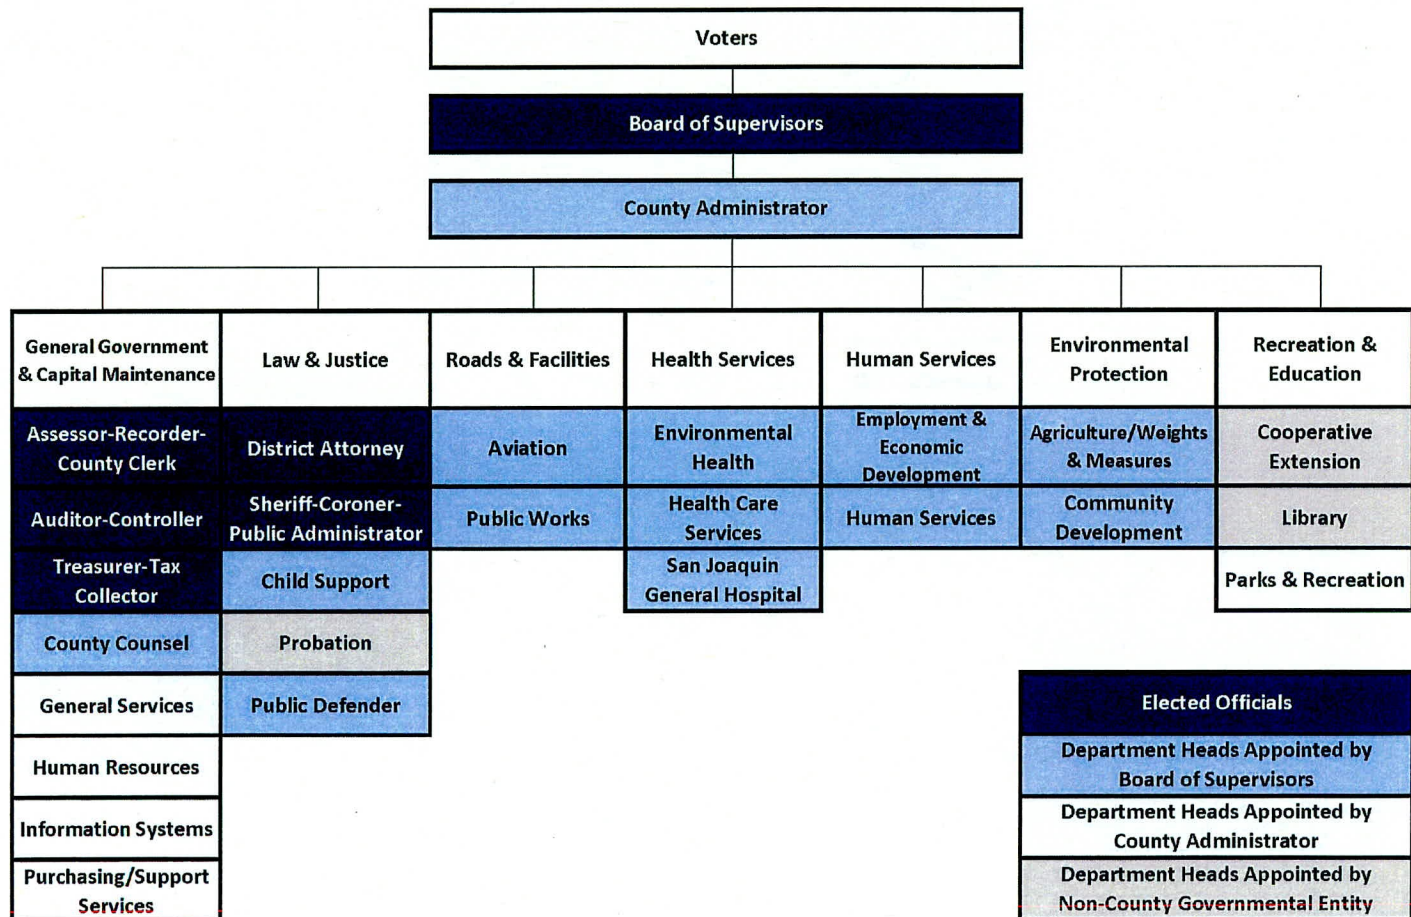 Voters
Board of Supervisors
County Administrator
General Government
& Capital Maintenance
Law & Justice
Roads & Facilities
Health Services
Human Services
Environmental
Protection
Recreation &
Education
Assessor-Recorder-
County Clerk
District Attorney
Aviation
Environmental
Health
Employment &
Economic
Development
Agriculture/Weights
& Measures
Cooperative
Extension
Auditor-Controller
Sheriff-Coroner-
Public Administrator
Public Works
Health Care
Services
Human Services
Community
Development
Library
Treasurer-Tax
Collector
Child Support
San Joaquin
General Hospital
Parks & Recreation
County Counsel
Probation
General Services
Public Defender
Human Resources
Information Systems
Purchasing/Support
Services
Elected Officials
Department Heads Appointed by
Board of Supervisors
Department Heads Appointed by
County Administrator
Department Heads Appointed by
Non-County Governmental Entity